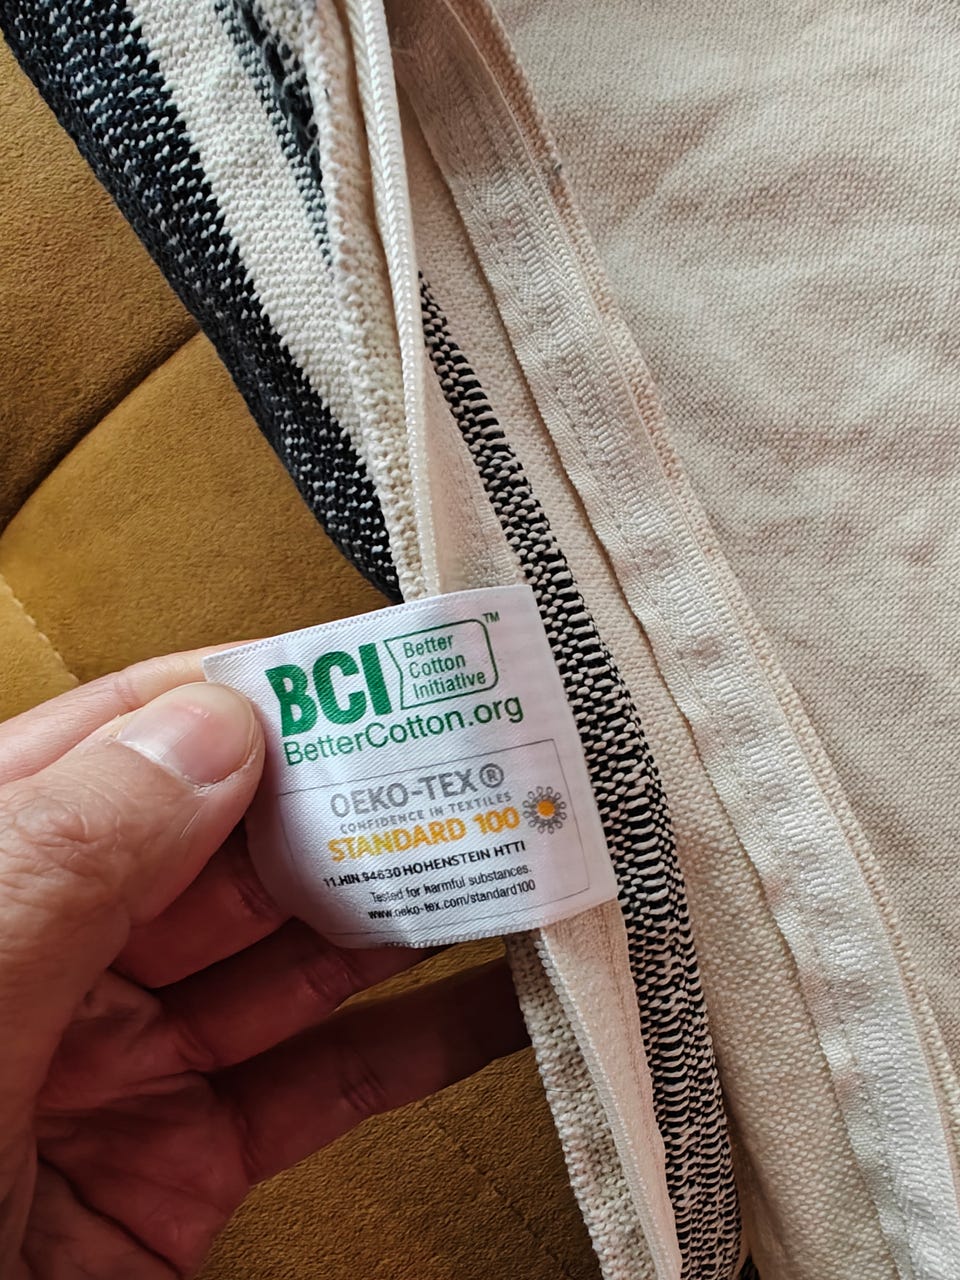 BCI Better Cotton Initiative ™
BetterCotton.org
OEKO-TEX®
CONFIDENCE IN TEXTILES
STANDARD 100
11.HIN.94630 HOHENSTEIN HTTI
Tested for harmful substances.
www.oeko-tex.com/standard100